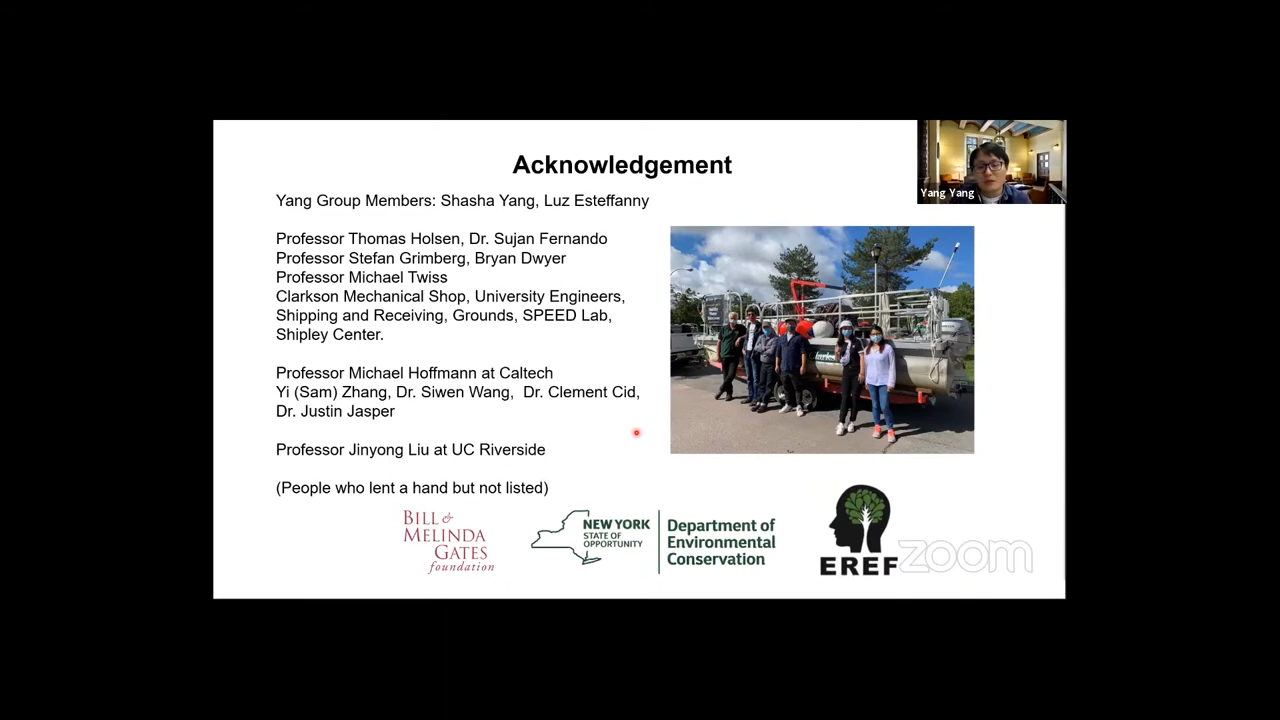 Acknowledgement
Yang Yang
Yang Group Members: Shasha Yang, Luz Esteffanny
Professor Thomas Holsen, Dr. Sujan Fernando
Professor Stefan Grimberg, Bryan Dwyer
Professor Michael Twiss
Clarkson Mechanical Shop, University Engineers,
Shipping and Receiving, Grounds, SPEED Lab,
Shipley Center.
Professor Michael Hoffmann at Caltech
Yi (Sam) Zhang, Dr. Siwen Wang, Dr. Clement Cid,
Dr. Justin Jasper
Professor Jinyong Liu at UC Riverside
(People who lent a hand but not listed)
BILL &
MELINDA
GATES
foundation
NEW YORK
STATE OF
OPPORTUNITY
Department of
Environmental
Conservation
EREF
zoom